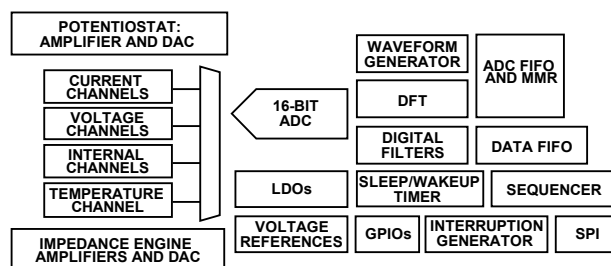 POTENTIOSTAT:
AMPLIFIER AND DAC
CURRENT
CHANNELS
VOLTAGE
CHANNELS
INTERNAL
CHANNELS
TEMPERATURE
CHANNEL
IMPEDANCE ENGINE
AMPLIFIERS AND DAC
16-BIT
ADC
WAVEFORM
GENERATOR
ADC FIFO
AND MMR
DFT
DIGITAL
FILTERS
DATA FIFO
LDOs
SLEEP/WAKEUP
TIMER
SEQUENCER
VOLTAGE
REFERENCES
GPIOs
INTERRUPTION
GENERATOR
SPI